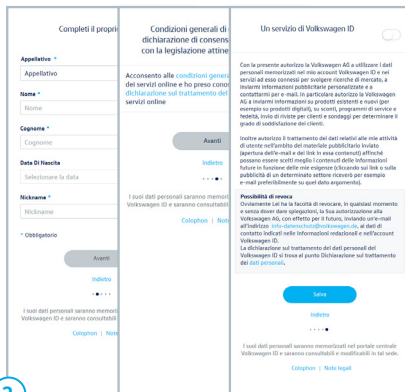 Completi il proprio
Appellativo *
Appellativo
Nome *
Nome
Cognome *
Cognome
Data Di Nascita
Selezionare la data
Nickname *
Nickname
* Obbligatorio
Avanti
Indietro
I suoi dati personali saranno memori
Volkswagen ID e saranno consultabili
Colophon | Note
2
Condizioni generali di
dichiarazione di consens
con la legislazione attine
Acconsento alle condizioni genera
dei servizi online e ho preso conos
dichiarazione sul trattamento dei
servizi online
Avanti
Indietro
I suoi dati personali saranno memori
Volkswagen ID e saranno consultabili
Colophon | Note
Un servizio di Volkswagen ID
Con la presente autorizzo la Volkswagen AG a utilizzare i dati
personali memorizzati nel mio account Volkswagen ID e nei
servizi ad esso connessi per svolgere ricerche di mercato, a
inviarmi informazioni pubblicitarie personalizzate e a
contattarmi per e-mail. In particolare autorizzo la Volkswagen
AG a inviarmi informazioni su prodotti esistenti e nuovi (per
esempio su prodotti digitali), su sconti, programmi di service e
fedeltà, invio di riviste per clienti e sondaggi per determinare il
grado di soddisfazione dei clienti.
Inoltre autorizzo il trattamento dei dati relativi alle mie attività
di utente nell'ambito del materiale pubblicitario inviato
(apertura dell'e-mail e dei link in essa contenuti) affinché
possano essere scelti meglio i contenuti delle informazioni
future in funzione delle mie esigenze (cliccando sui link o sulla
pubblicità di un determinato settore riceverò per esempio
e-mail preferibilmente su quel dato argomento).
Possibilità di revoca
Ovviamente Lei ha la facoltà di revocare, in qualsiasi momento
e senza dover dare spiegazioni, la Sua autorizzazione alla
Volkswagen AG, con effetto per il futuro, inviando un'e-mail
all'indirizzo info-datenschutz@volkswagen.de, ai dati di
contatto indicati nelle Informazioni redazionali e nell'account
Volkswagen ID.
La dichiarazione sul trattamento dei dati personali del
Volkswagen ID si trova al punto Dichiarazione sul trattamento
dei dati personali.
Salva
Indietro
I suoi dati personali saranno memorizzati nel portale centrale
Volkswagen ID e saranno consultabili e modificabili in tal sede.
Colophon | Note legali